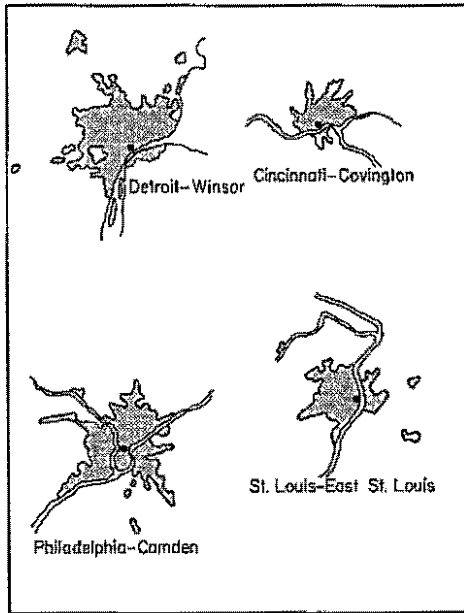 Detroit-Winsor
Cincinnati-Covington
St. Louis-East St. Louis
Philadelphia-Camden